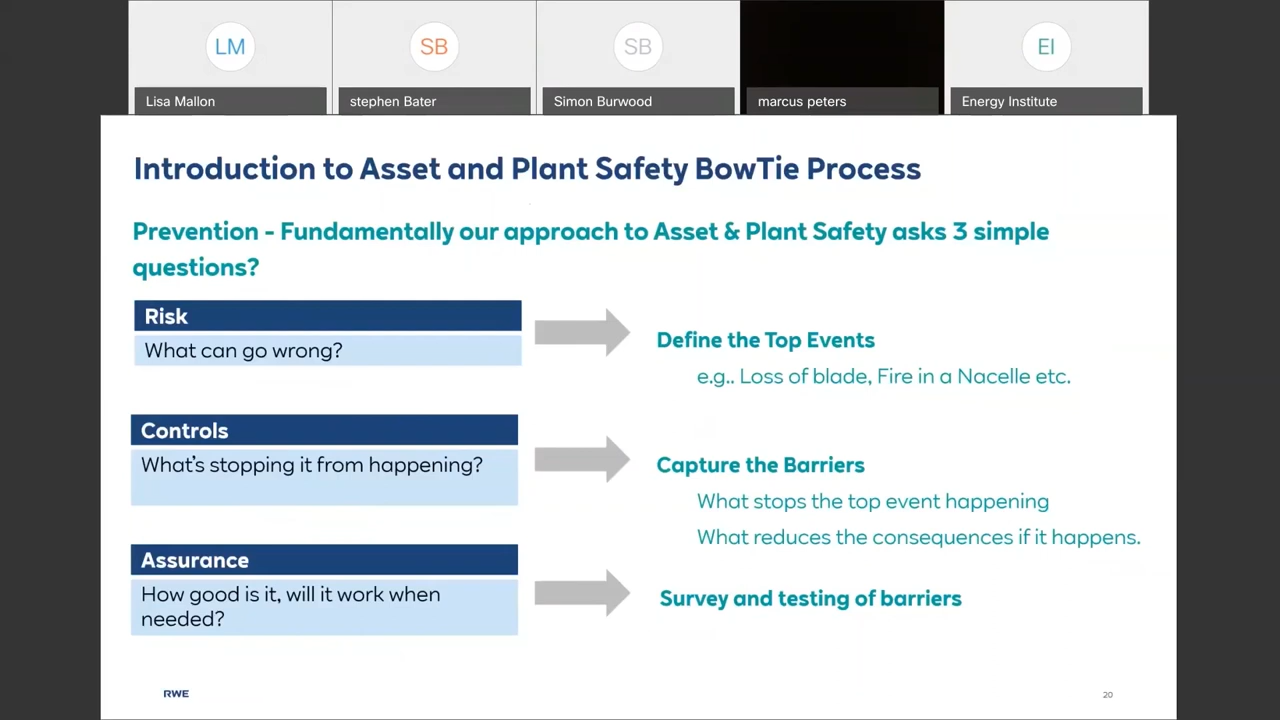 LM
SB
SB
EI
Lisa Mallon
stephen Bater
Simon Burwood
marcus peters
Energy Institute
Introduction to Asset and Plant Safety BowTie Process
Prevention - Fundamentally our approach to Asset & Plant Safety asks 3 simple
questions?
Risk
What can go wrong?
Define the Top Events
e.g.. Loss of blade, Fire in a Nacelle etc.
Controls
What's stopping it from happening?
Capture the Barriers
What stops the top event happening
What reduces the consequences if it happens.
Assurance
How good is it, will it work when
needed?
Survey and testing of barriers
RWE
20